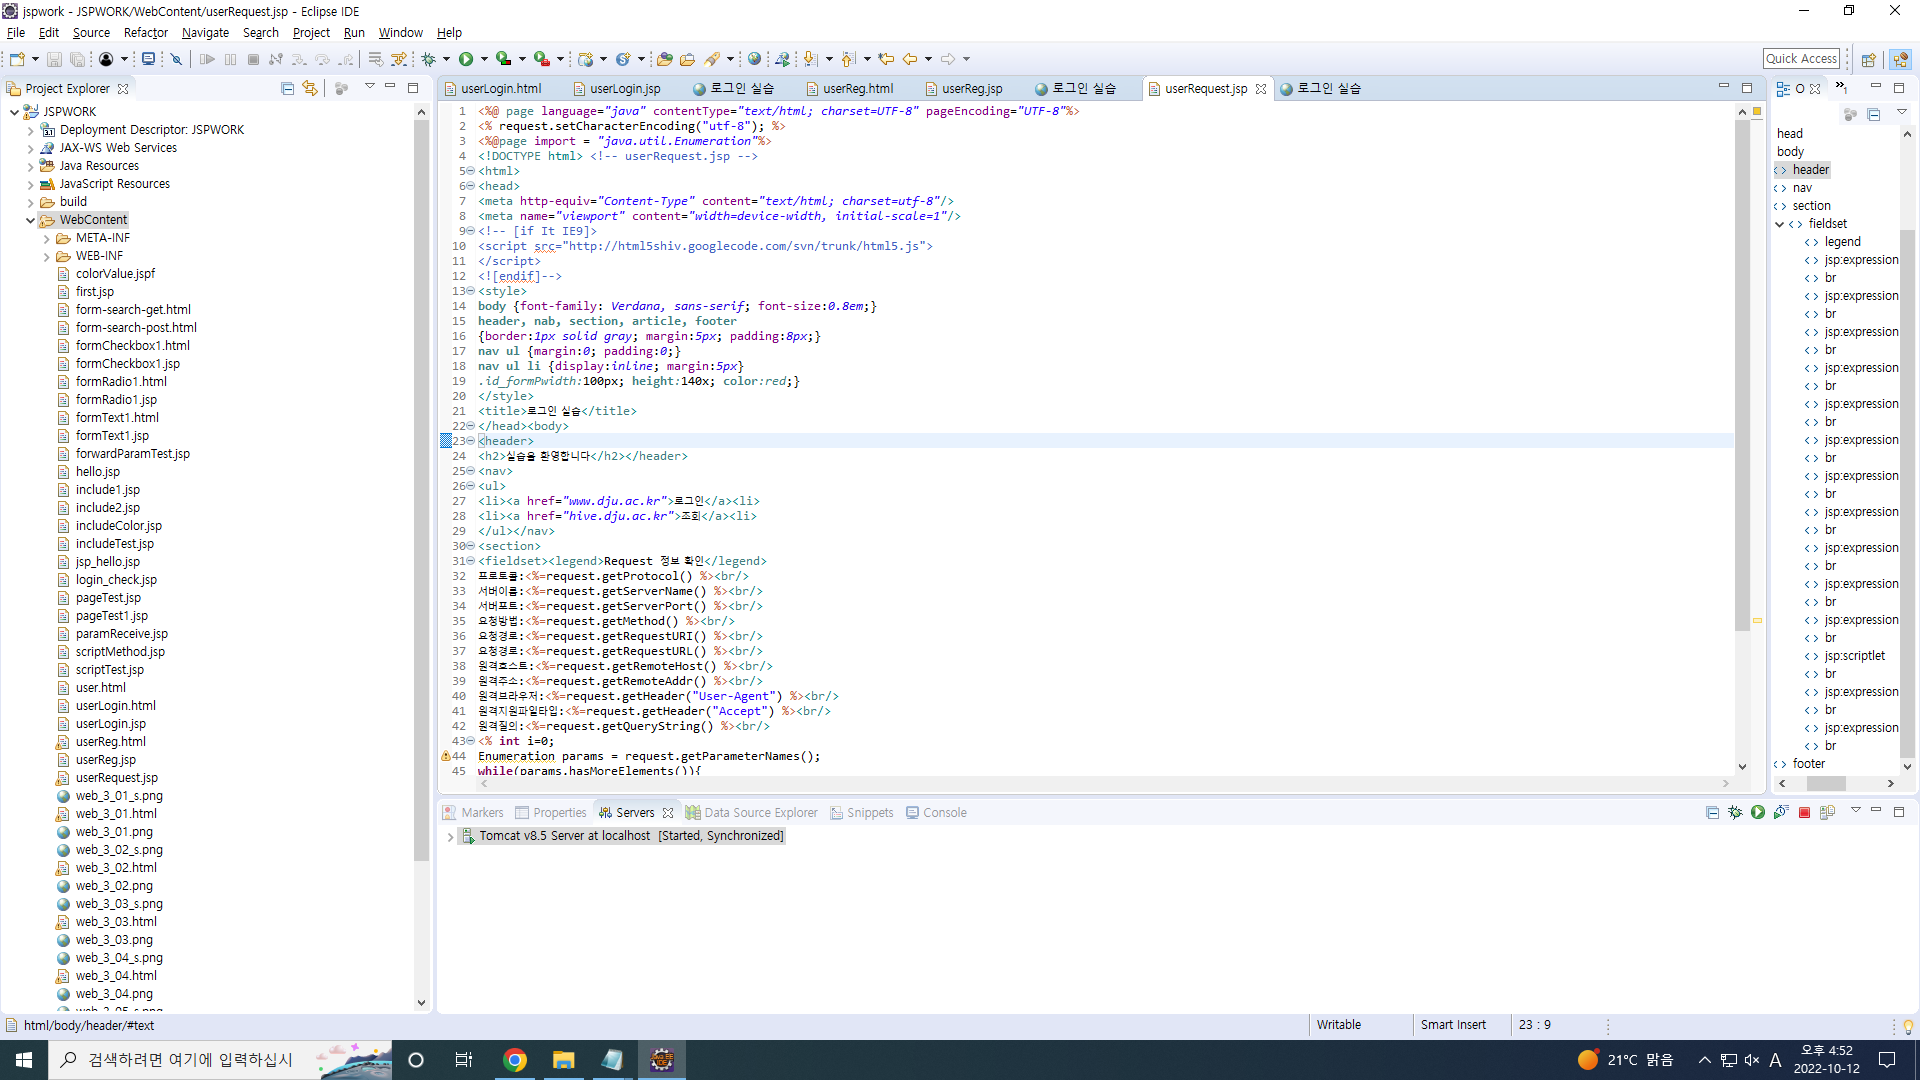 jspwork - JSPWORK/WebContent/userRequest.jsp - Eclipse IDE
File Edit Source Refactor Navigate Search Project Run Window Help
Quick Access
Project Explorer
JSPWORK
Deployment Descriptor: JSPWORK
JAX-WS Web Services
Java Resources
JavaScript Resources
build
WebContent
META-INF
WEB-INF
colorValue.jspf
first.jsp
form-search-get.html
form-search-post.html
formCheckbox1.html
formCheckbox1.jsp
formRadio1.html
formRadio1.jsp
formText1.html
formText1.jsp
forwardParamTest.jsp
hello.jsp
include1.jsp
include2.jsp
includeColor.jsp
includeTest.jsp
jsp_hello.jsp
login_check.jsp
pageTest.jsp
pageTest1.jsp
paramReceive.jsp
scriptMethod.jsp
scriptTest.jsp
user.html
userLogin.html
userLogin.jsp
userReg.html
userReg.jsp
userRequest.jsp
web_3_01_s.png
web_3_01.html
web_3_01.png
web_3_02_s.png
web_3_02.html
web_3_02.png
web_3_03_s.png
web_3_03.html
web_3_03.png
web_3_04_s.png
web_3_04.html
web_3_04.png
userLogin.html userLogin.jsp 로그인 실습 userReg.html userReg.jsp 로그인 실습 userRequest.jsp 로그인 실습
1 <%@ page language="java" contentType="text/html; charset=UTF-8" pageEncoding="UTF-8"%>
2 <% request.setCharacterEncoding("utf-8"); %>
3 <%@page import = "java.util.Enumeration"%>
4 <!DOCTYPE html> <!-- userRequest.jsp -->
5 <html>
6 <head>
7 <meta http-equiv="Content-Type" content="text/html; charset=utf-8"/>
8 <meta name="viewport" content="width=device-width, initial-scale=1"/>
9 <!-- [if It IE9]>
10 <script src="http://html5shiv.googlecode.com/svn/trunk/html5.js">
11 </script>
12 <![endif]-->
13 <style>
14 body {font-family: Verdana, sans-serif; font-size:0.8em;}
15 header, nab, section, article, footer
16 {border:1px solid gray; margin:5px; padding:8px;}
17 nav ul {margin:0; padding:0;}
18 nav ul li {display:inline; margin:5px}
19 .id_formPwidth:100px; height:140x; color:red;}
20 </style>
21 <title>로그인 실습</title>
22 </head><body>
23 <header>
24 <h2>실습을 환영합니다</h2></header>
25 <nav>
26 <ul>
27 <li><a href="www.dju.ac.kr">로그인</a><li>
28 <li><a href="hive.dju.ac.kr">조회</a><li>
29 </ul></nav>
30 <section>
31 <fieldset><legend>Request 정보 확인</legend>
32 프로토콜:<%=request.getProtocol() %><br/>
33 서버이름:<%=request.getServerName() %><br/>
34 서버포트:<%=request.getServerPort() %><br/>
35 요청방법:<%=request.getMethod() %><br/>
36 요청경로:<%=request.getRequestURI() %><br/>
37 요청경로:<%=request.getRequestURL() %><br/>
38 원격호스트:<%=request.getRemoteHost() %><br/>
39 원격주소:<%=request.getRemoteAddr() %><br/>
40 원격브라우저:<%=request.getHeader("User-Agent") %><br/>
41 원격지원파일타입:<%=request.getHeader("Accept") %><br/>
42 원격질의:<%=request.getQueryString() %><br/>
43 <% int i=0;
44 Enumeration params = request.getParameterNames();
45 while(params.hasMoreElements()){
O
head
body
header
nav
section
fieldset
legend
jsp:expression
br
jsp:expression
br
jsp:expression
br
jsp:expression
br
jsp:expression
br
jsp:expression
br
jsp:expression
br
jsp:expression
br
jsp:expression
br
jsp:expression
br
jsp:expression
br
jsp:scriptlet
br
jsp:expression
br
jsp:expression
br
footer
Markers Properties Servers Data Source Explorer Snippets Console
Tomcat v8.5 Server at localhost [Started, Synchronized]
html/body/header/#text
Writable
Smart Insert
23 : 9
검색하려면 여기에 입력하십시
21°C 맑음
A
오후 4:52
2022-10-12